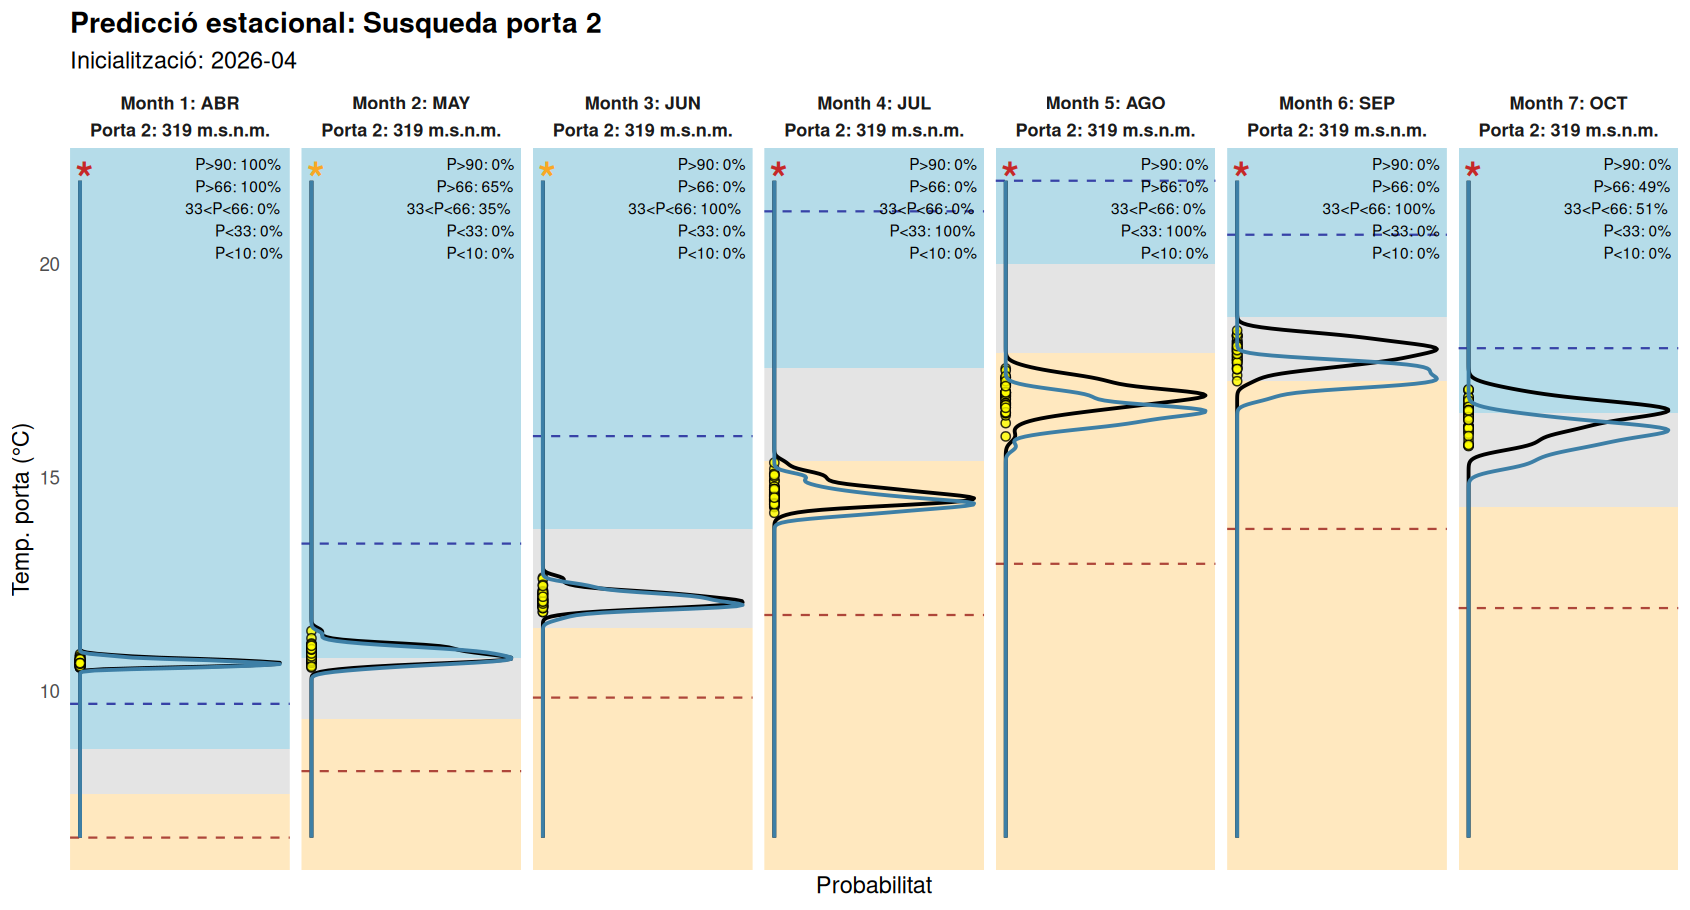 Predicció estacional: Susqueda porta 2
Inicialització: 2026-04
Month 1: ABR
Porta 2: 319 m.s.n.m.
Month 2: MAY
Porta 2: 319 m.s.n.m.
Month 3: JUN
Porta 2: 319 m.s.n.m.
Month 4: JUL
Porta 2: 319 m.s.n.m.
Month 5: AGO
Porta 2: 319 m.s.n.m.
Month 6: SEP
Porta 2: 319 m.s.n.m.
Month 7: OCT
Porta 2: 319 m.s.n.m.
*
P>90: 100%
P>66: 100%
33<P<66: 0%
P<33: 0%
P<10: 0%
*
P>90: 0%
P>66: 65%
33<P<66: 35%
P<33: 0%
P<10: 0%
*
P>90: 0%
P>66: 0%
33<P<66: 100%
P<33: 0%
P<10: 0%
*
P>90: 0%
P>66: 0%
33<P<66: 0%
P<33: 100%
P<10: 0%
*
P>90: 0%
P>66: 0%
33<P<66: 0%
P<33: 100%
P<10: 0%
*
P>90: 0%
P>66: 0%
33<P<66: 100%
P<33: 0%
P<10: 0%
*
P>90: 0%
P>66: 49%
33<P<66: 51%
P<33: 0%
P<10: 0%
20
15
10
Temp. porta (°C)
Probabilitat